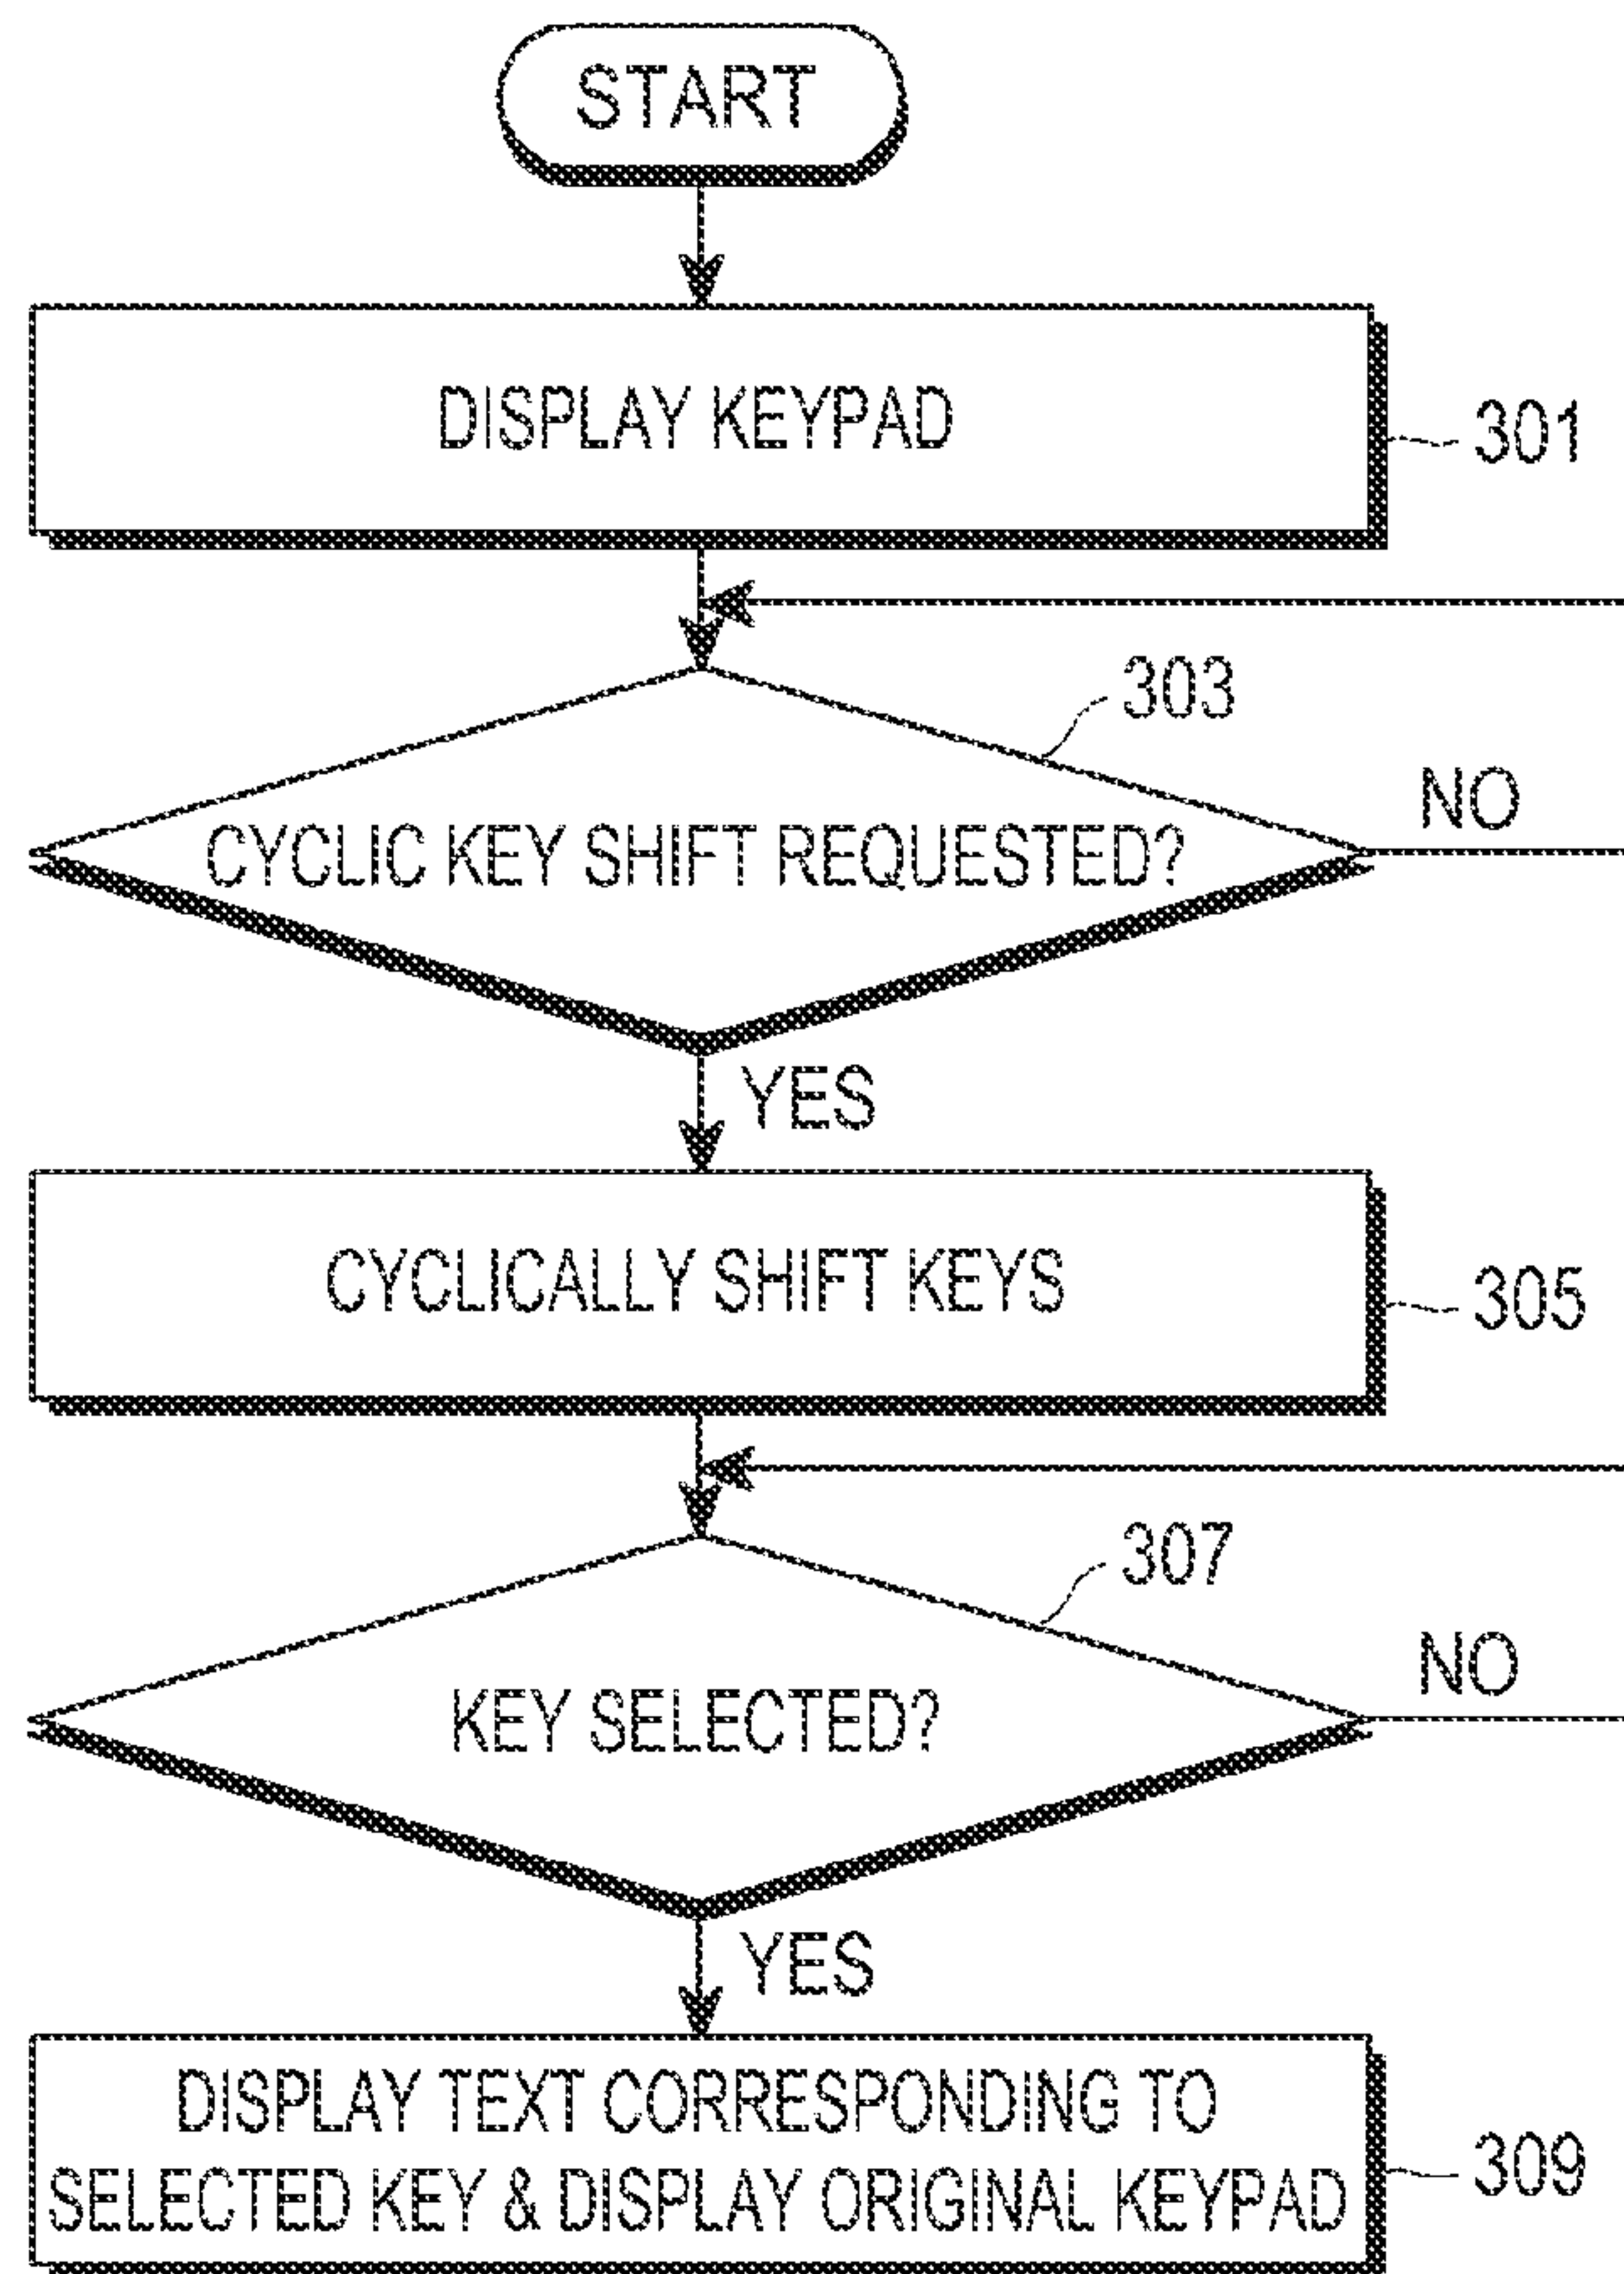 START
DISPLAY KEYPAD
301
303
CYCLIC KEY SHIFT REQUESTED?
NO
YES
CYCLICALLY SHIFT KEYS
305
307
KEY SELECTED?
NO
YES
DISPLAY TEXT CORRESPONDING TO
SELECTED KEY & DISPLAY ORIGINAL KEYPAD
309